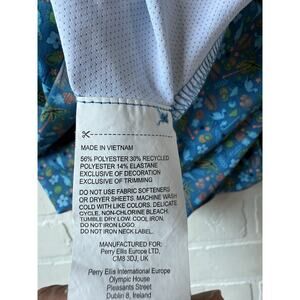 MADE IN VIETNAM
56% POLYESTER 30% RECYCLED
POLYESTER 14% ELASTANE
EXCLUSIVE OF DECORATION
EXCLUSIVE OF TRIMMING
DO NOT USE FABRIC SOFTENERS
OR DRYER SHEETS. MACHINE WASH
COLD WITH LIKE COLORS. DELICATE
CYCLE. NON-CHLORINE BLEACH.
TUMBLE DRY LOW. COOL IRON.
DO NOT IRON LOGO.
DO NOT IRON NECK LABEL.
MANUFACTURED FOR:
Perry Ellis Europe LTD,
CM8 3DJ, UK
Perry Ellis International Europe
Olympic House
Pleasants Street
Dublin 8, Ireland